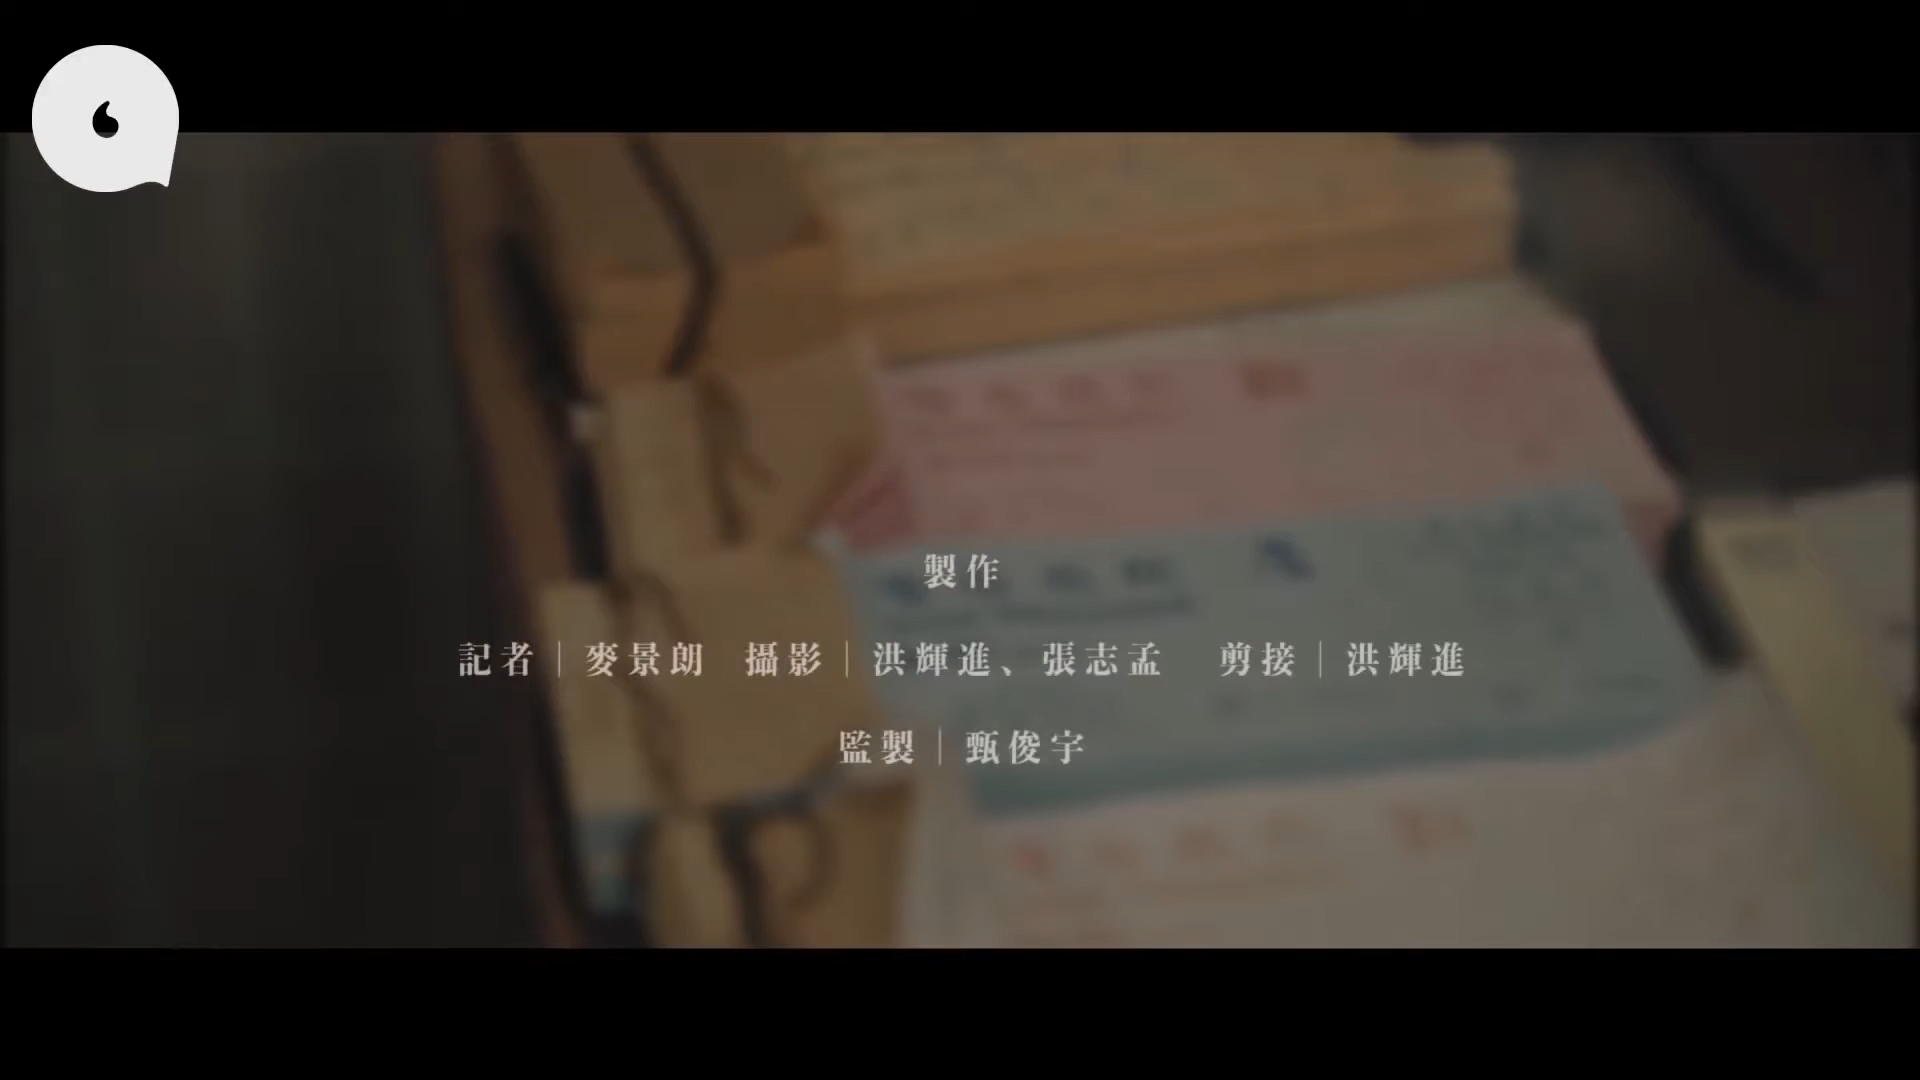 製作
記者｜麥景朗 攝影｜洪輝進、張志孟 剪接｜洪輝進
監製｜甄俊宇